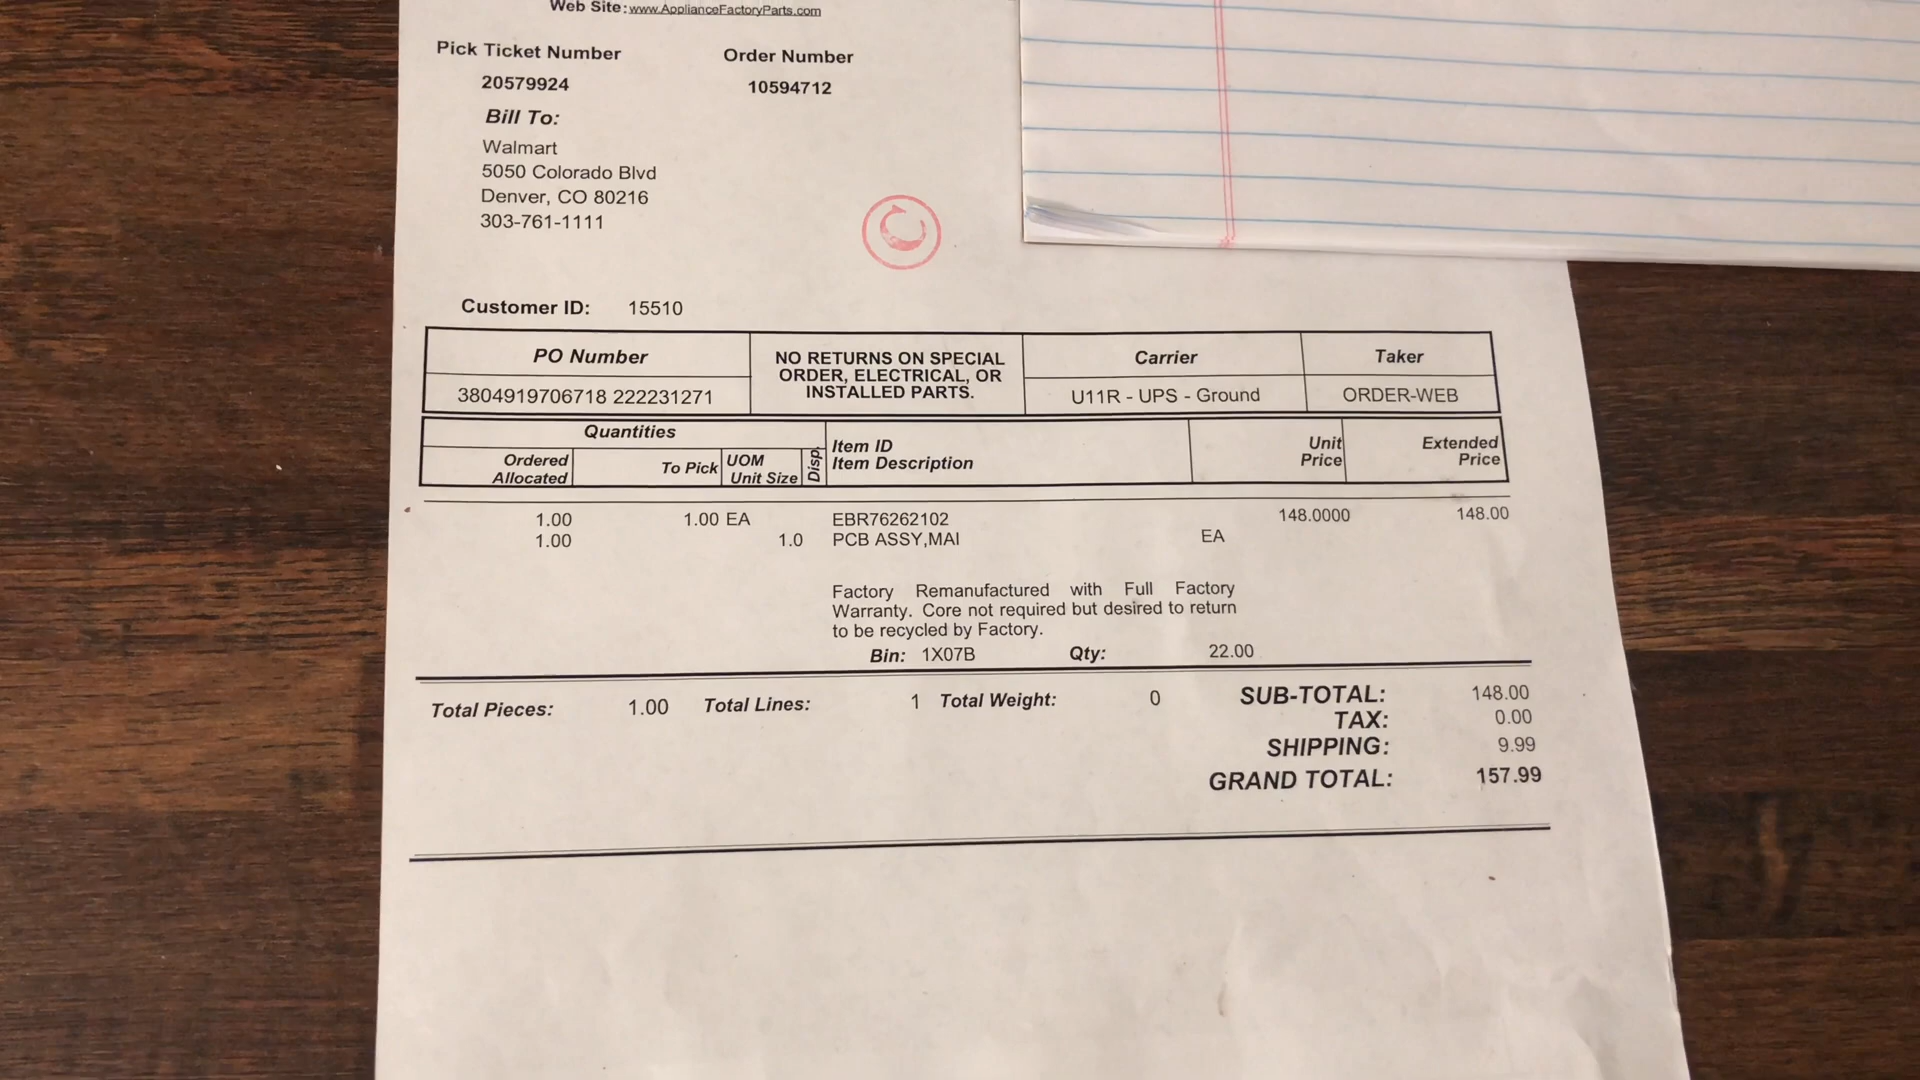 Web Site: www.ApplianceFactoryParts.com
Pick Ticket Number Order Number
20579924 10594712
Bill To:
Walmart
5050 Colorado Blvd
Denver, CO 80216
303-761-1111
Customer ID: 15510
PO Number
3804919706718 222231271
NO RETURNS ON SPECIAL
ORDER, ELECTRICAL, OR
INSTALLED PARTS.
Carrier
U11R - UPS - Ground
Taker
ORDER-WEB
Quantities
Ordered
Allocated
To Pick
UOM
Unit Size
Disp.
Item ID
Item Description
Unit
Price
Extended
Price
1.00 1.00 EA EBR76262102 148.0000 148.00
1.00 1.0 PCB ASSY,MAI EA
Factory Remanufactured with Full Factory
Warranty. Core not required but desired to return
to be recycled by Factory.
Bin: 1X07B Qty: 22.00
Total Pieces: 1.00 Total Lines: 1 Total Weight: 0
SUB-TOTAL: 148.00
TAX: 0.00
SHIPPING: 9.99
GRAND TOTAL: 157.99